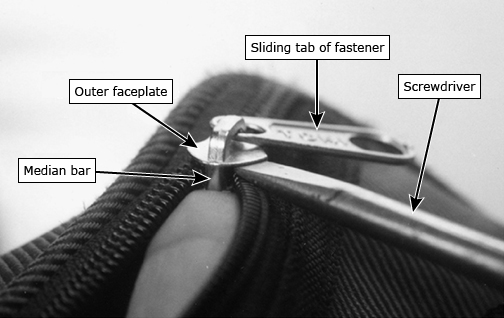 Sliding tab of fastener
Screwdriver
Outer faceplate
Median bar